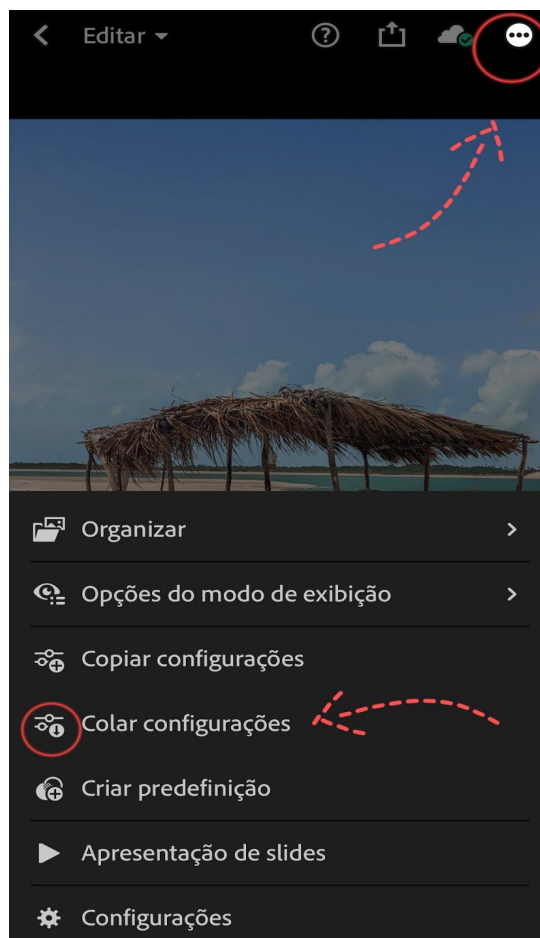 Editar
Organizar
Opções do modo de exibição
Copiar configurações
Colar configurações
Criar predefinição
Apresentação de slides
Configurações